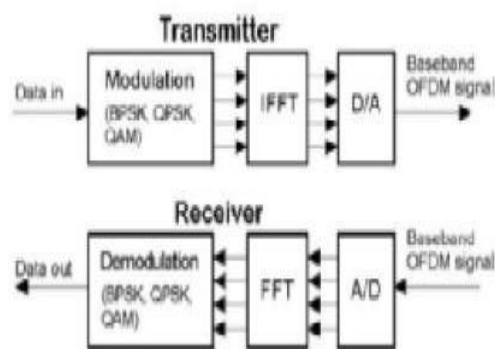 Transmitter
Data in
Modulation
(BPSK, QPSK,
QAM)
IFFT
D/A
Baseband
OFDM signal
Receiver
Data out
Demodulation
(BPSK, QPSK,
QAM)
FFT
A/D
Baseband
OFDM signal